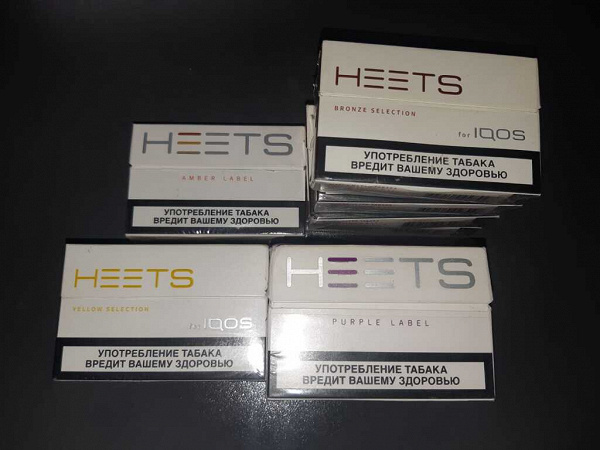 HEETS
BRONZE SELECTION
for IQOS
УПОТРЕБЛЕНИЕ ТАБАКА
ВРЕДИТ ВАШЕМУ ЗДОРОВЬЮ
HEETS
AMBER LABEL
УПОТРЕБЛЕНИЕ ТАБАКА
ВРЕДИТ ВАШЕМУ ЗДОРОВЬЮ
HEETS
YELLOW SELECTION
for IQOS
УПОТРЕБЛЕНИЕ ТАБАКА
ВРЕДИТ ВАШЕМУ ЗДОРОВЬЮ
HEETS
PURPLE LABEL
УПОТРЕБЛЕНИЕ ТАБАКА
ВРЕДИТ ВАШЕМУ ЗДОРОВЬЮ